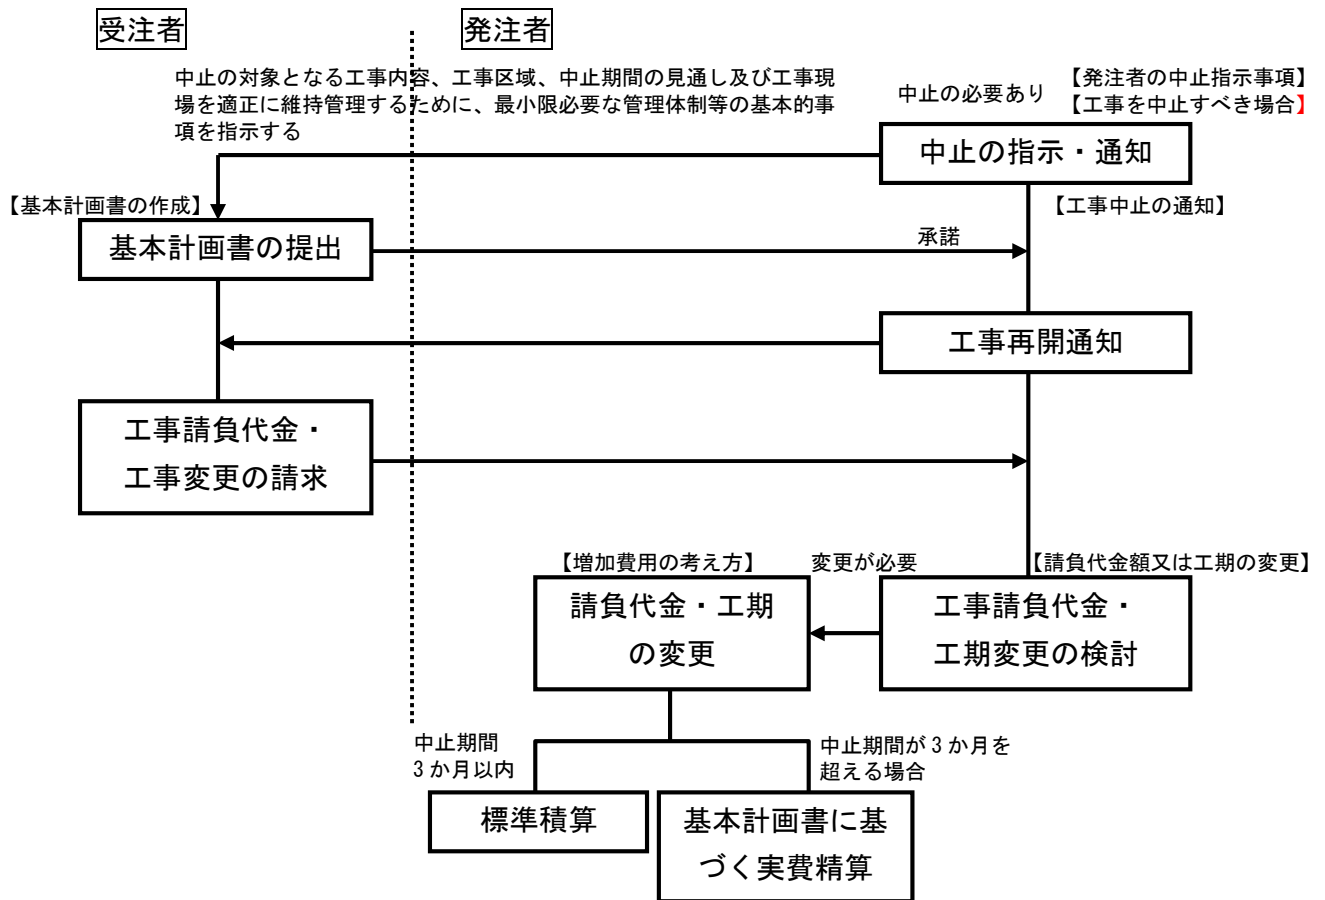 受注者
発注者
中止の対象となる工事内容、工事区域、中止期間の見通し及び工事現
場を適正に維持管理するために、最小限必要な管理体制等の基本的事
項を指示する
中止の必要あり
【発注者の中止指示事項】
【工事を中止すべき場合】
中止の指示・通知
【基本計画書の作成】
【工事中止の通知】
基本計画書の提出
承諾
工事再開通知
工事請負代金・
工事変更の請求
【増加費用の考え方】
変更が必要
【請負代金額又は工期の変更】
請負代金・工期
の変更
工事請負代金・
工期変更の検討
中止期間
3か月以内
中止期間が3か月を
超える場合
標準積算
基本計画書に基
づく実費精算